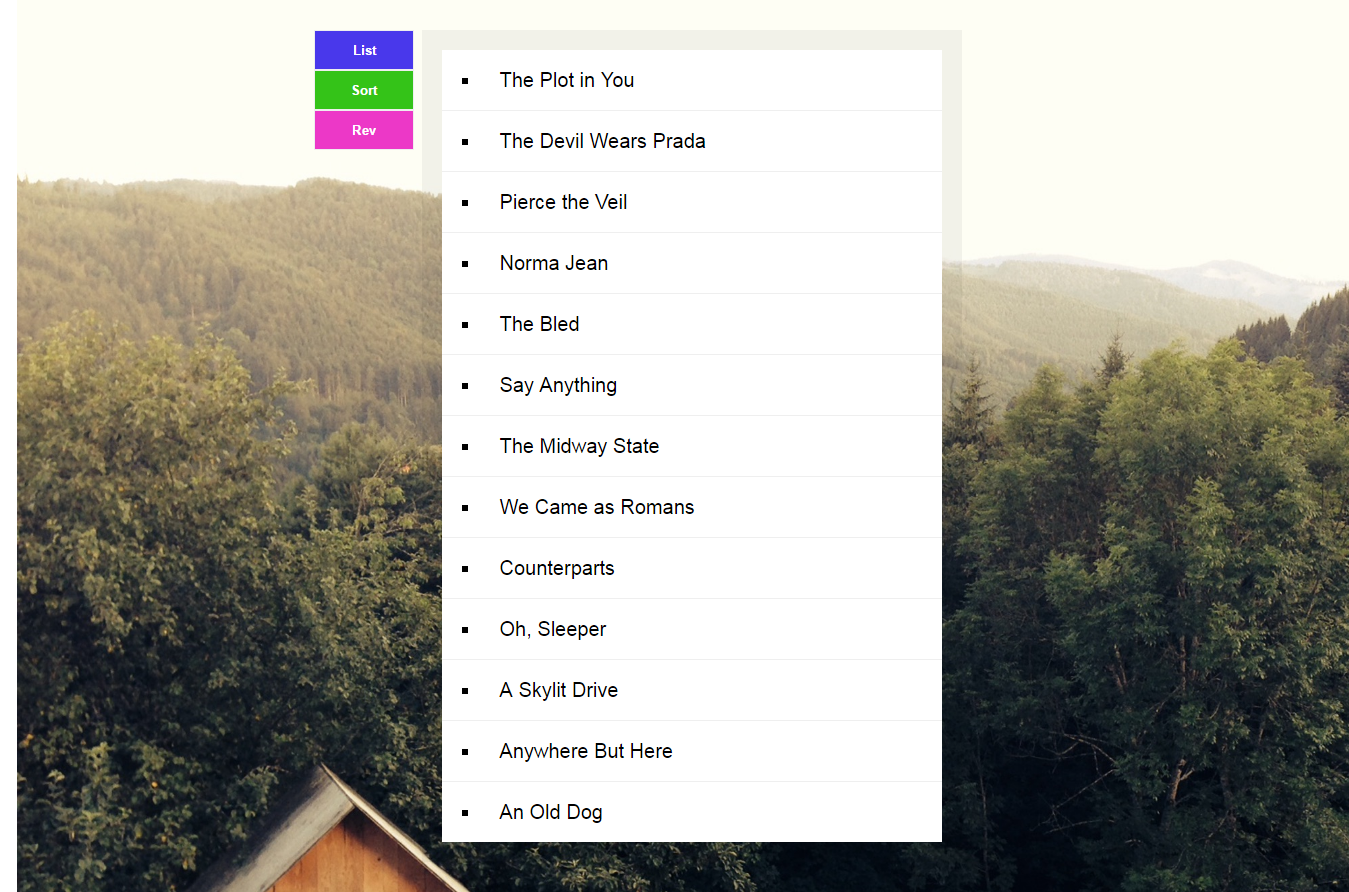 List
Sort
Rev
The Plot in You
The Devil Wears Prada
Pierce the Veil
Norma Jean
The Bled
Say Anything
The Midway State
We Came as Romans
Counterparts
Oh, Sleeper
A Skylit Drive
Anywhere But Here
An Old Dog